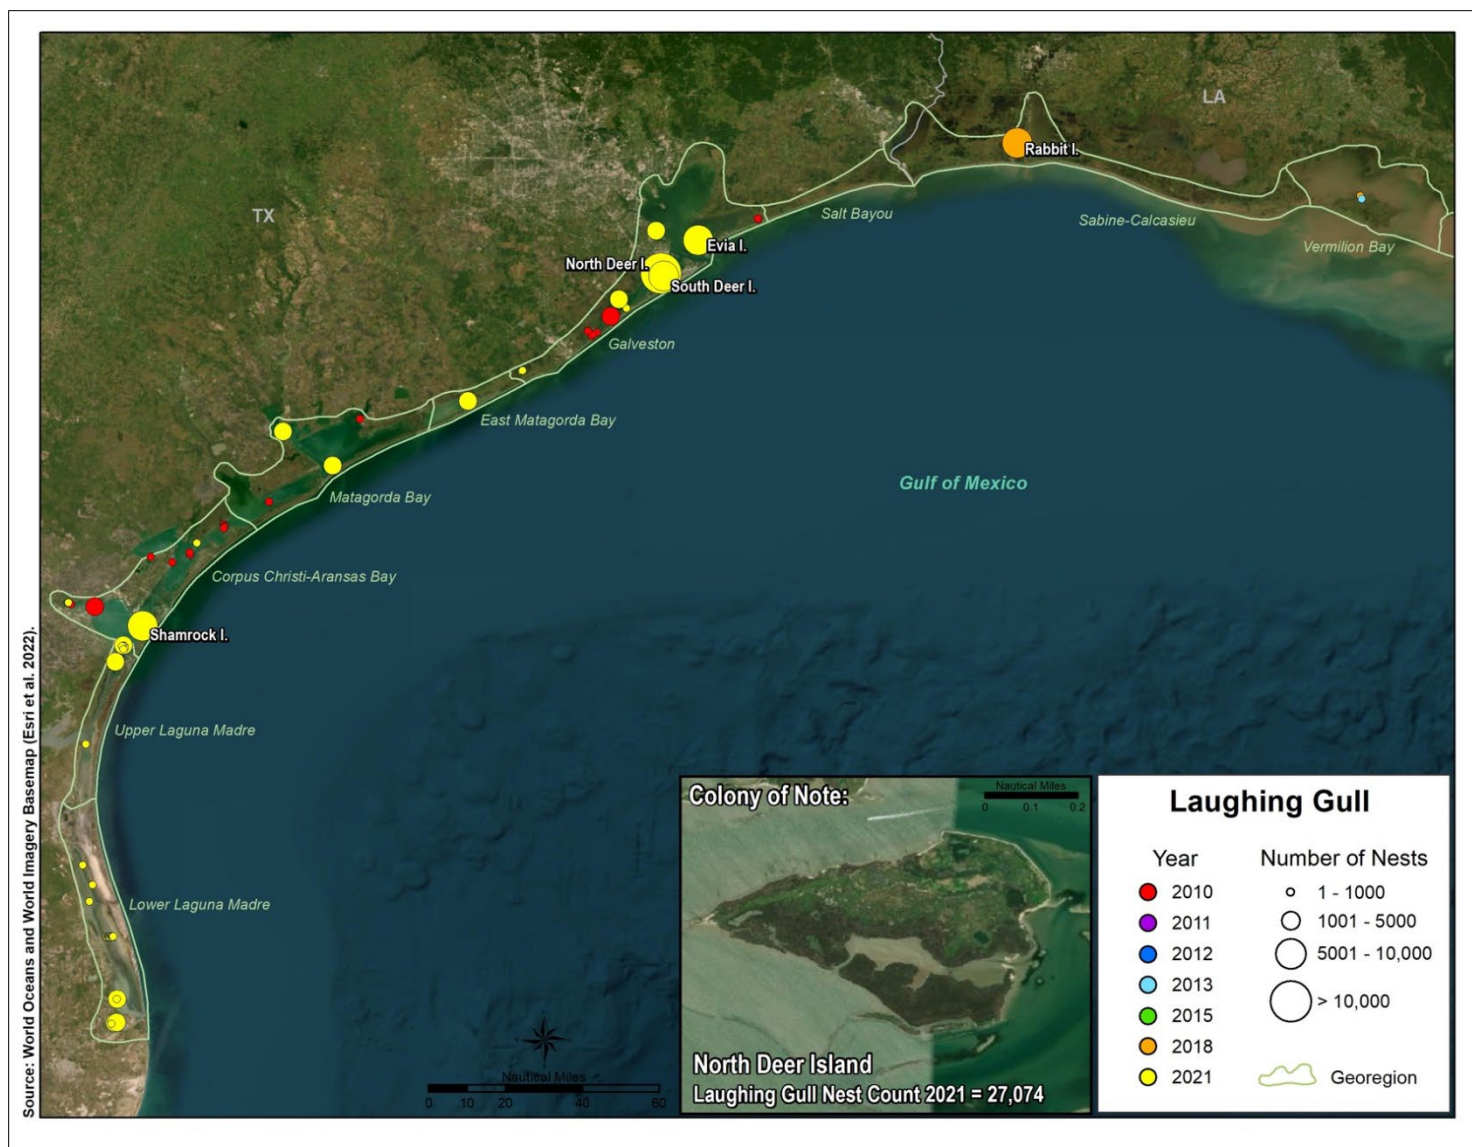 TX
LA
Rabbit I.
Salt Bayou
Sabine-Calcasieu
Vermilion Bay
Evia I.
North Deer I.
South Deer I.
Galveston
East Matagorda Bay
Matagorda Bay
Gulf of Mexico
Corpus Christi-Aransas Bay
Shamrock I.
Upper Laguna Madre
Lower Laguna Madre
Nautical Miles
0 10 20 40 60
Colony of Note:
Nautical Miles
0 0.1 0.2
North Deer Island
Laughing Gull Nest Count 2021 = 27,074
Laughing Gull
Year
2010
2011
2012
2013
2015
2018
2021
Number of Nests
1 - 1000
1001 - 5000
5001 - 10,000
> 10,000
Georegion
Source: World Oceans and World Imagery Basemap (Esri et al. 2022).